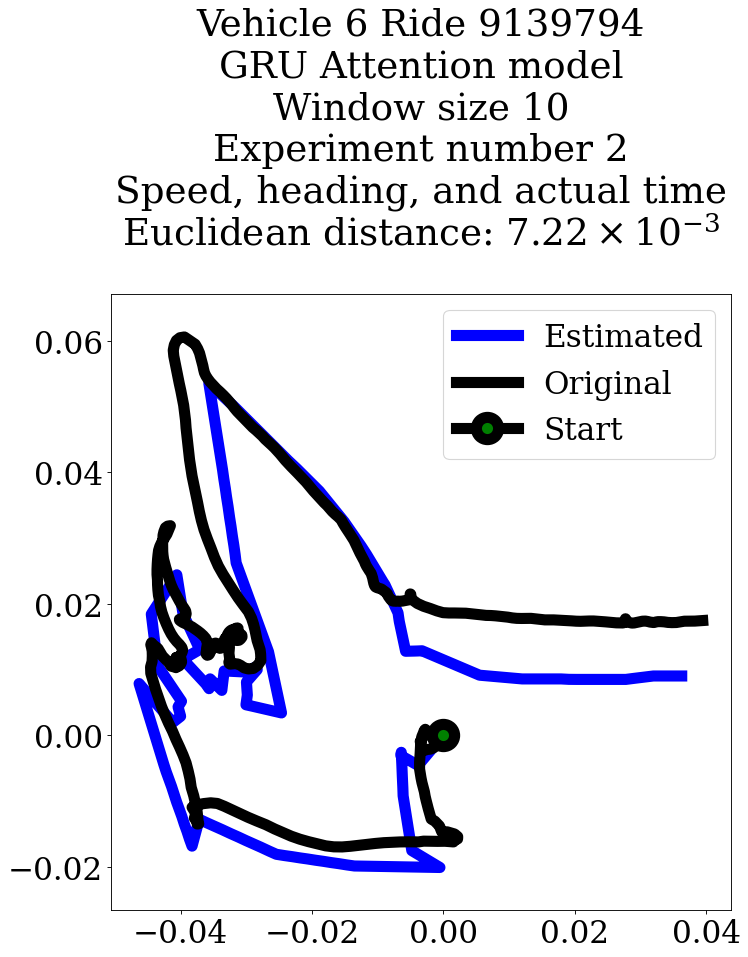 Vehicle 6 Ride 9139794
GRU Attention model
Window size 10
Experiment number 2
Speed, heading, and actual time
Euclidean distance: 7.22 × 10⁻³
Estimated
Original
Start
0.06
0.04
0.02
0.00
−0.02
−0.04 −0.02 0.00 0.02 0.04